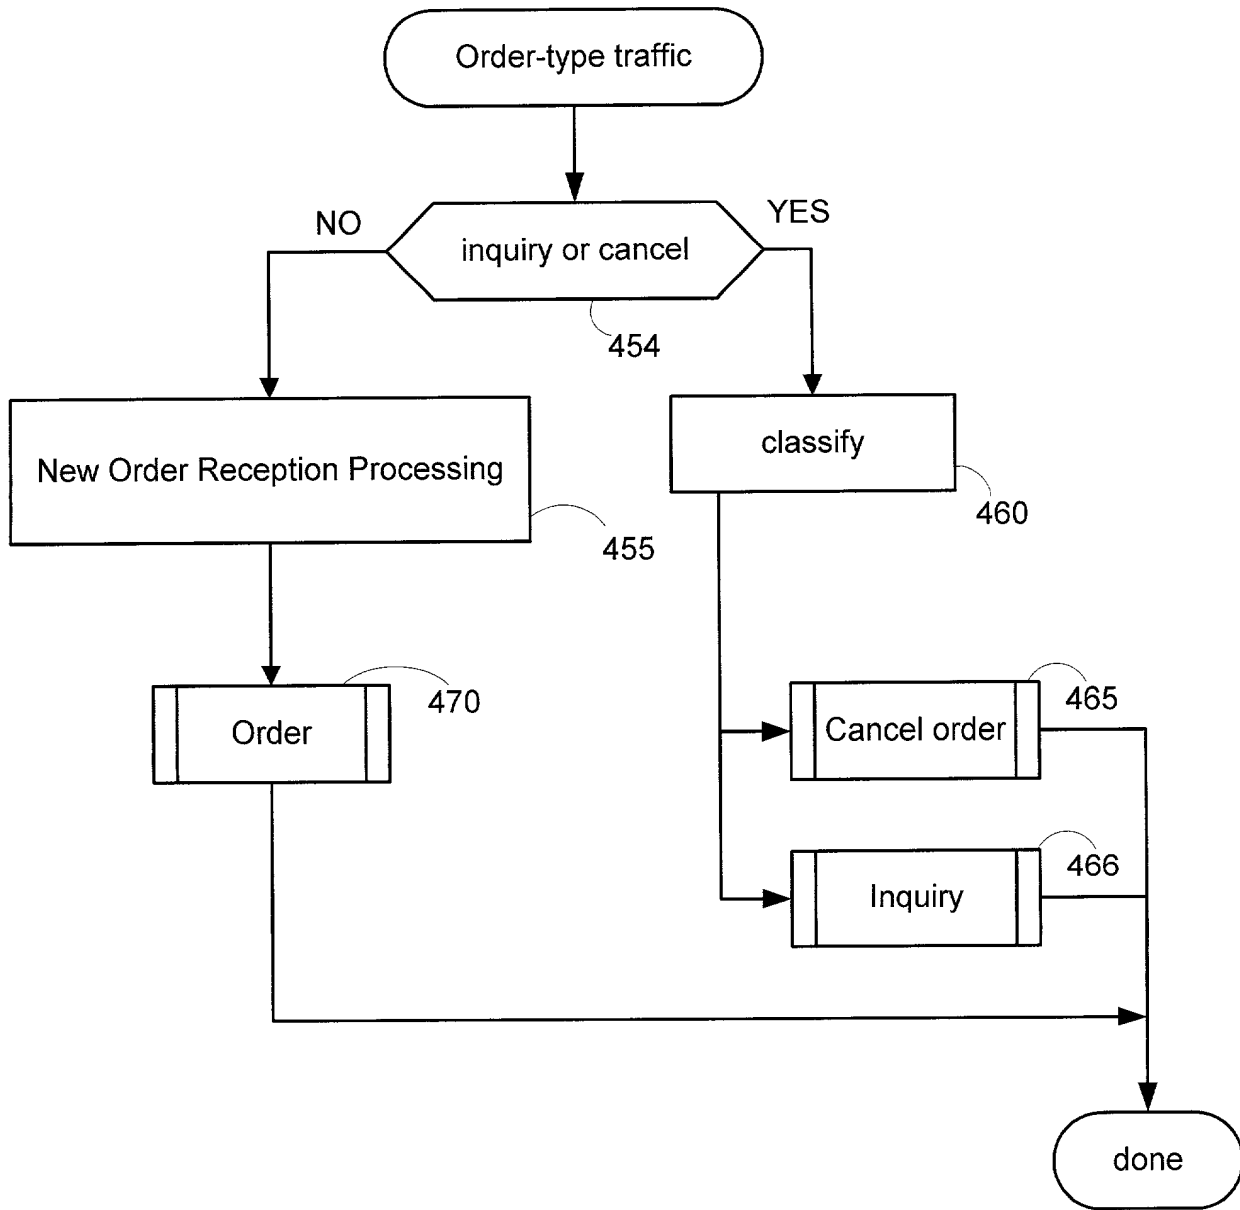 Order-type traffic
NO
YES
inquiry or cancel
454
New Order Reception Processing
455
classify
460
Order
470
Cancel order
465
Inquiry
466
done